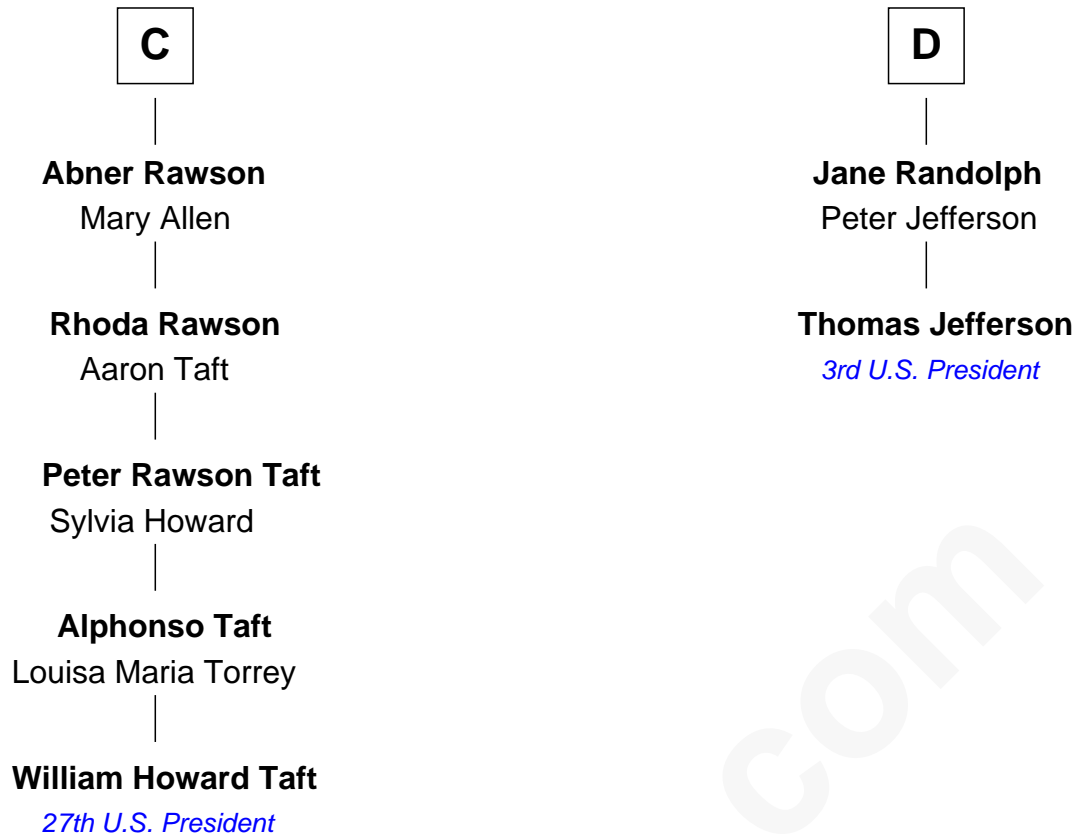 C
Abner Rawson
Mary Allen
Rhoda Rawson
Aaron Taft
Peter Rawson Taft
Sylvia Howard
Alphonso Taft
Louisa Maria Torrey
William Howard Taft
27th U.S. President
D
Jane Randolph
Peter Jefferson
Thomas Jefferson
3rd U.S. President
com